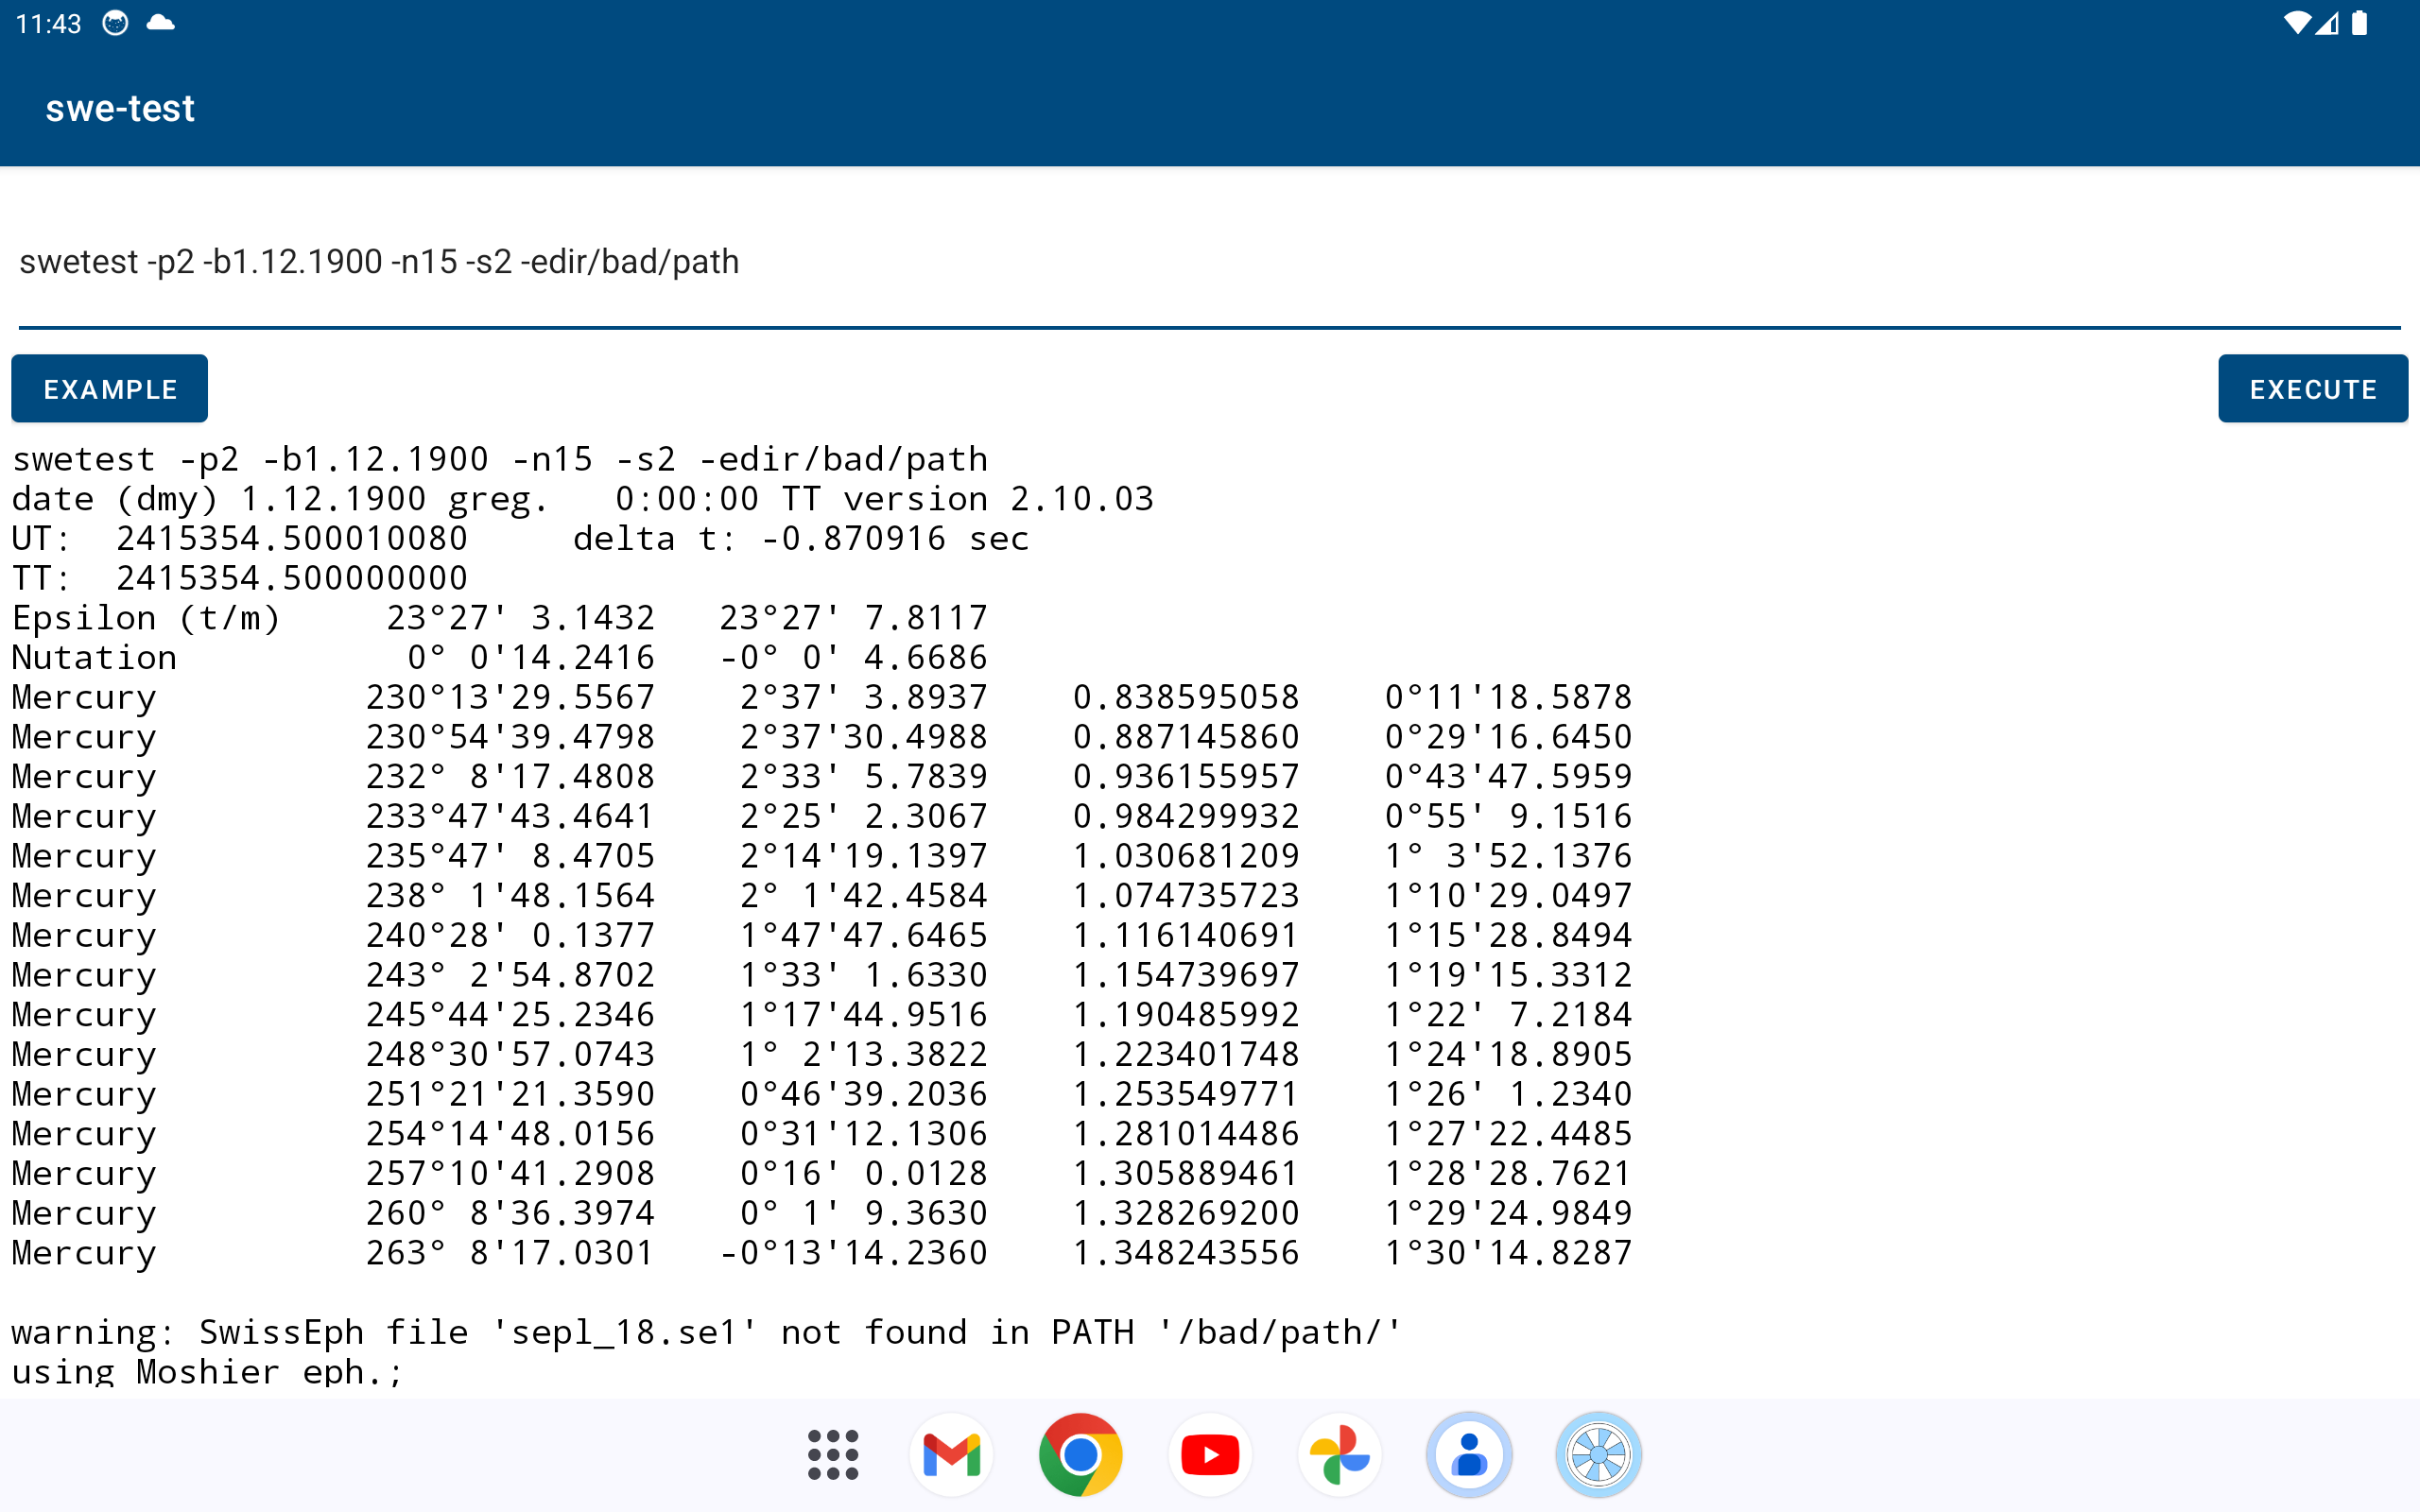 11:43
swe-test
swetest -p2 -b1.12.1900 -n15 -s2 -edir/bad/path
EXAMPLE
EXECUTE
swetest -p2 -b1.12.1900 -n15 -s2 -edir/bad/path
date (dmy) 1.12.1900 greg.   0:00:00 TT version 2.10.03
UT:  2415354.500010080     delta t: -0.870916 sec
TT:  2415354.500000000
Epsilon (t/m)     23°27' 3.1432   23°27' 7.8117
Nutation           0° 0'14.2416   -0° 0' 4.6686
Mercury          230°13'29.5567    2°37' 3.8937    0.838595058    0°11'18.5878
Mercury          230°54'39.4798    2°37'30.4988    0.887145860    0°29'16.6450
Mercury          232° 8'17.4808    2°33' 5.7839    0.936155957    0°43'47.5959
Mercury          233°47'43.4641    2°25' 2.3067    0.984299932    0°55' 9.1516
Mercury          235°47' 8.4705    2°14'19.1397    1.030681209    1° 3'52.1376
Mercury          238° 1'48.1564    2° 1'42.4584    1.074735723    1°10'29.0497
Mercury          240°28' 0.1377    1°47'47.6465    1.116140691    1°15'28.8494
Mercury          243° 2'54.8702    1°33' 1.6330    1.154739697    1°19'15.3312
Mercury          245°44'25.2346    1°17'44.9516    1.190485992    1°22' 7.2184
Mercury          248°30'57.0743    1° 2'13.3822    1.223401748    1°24'18.8905
Mercury          251°21'21.3590    0°46'39.2036    1.253549771    1°26' 1.2340
Mercury          254°14'48.0156    0°31'12.1306    1.281014486    1°27'22.4485
Mercury          257°10'41.2908    0°16' 0.0128    1.305889461    1°28'28.7621
Mercury          260° 8'36.3974    0° 1' 9.3630    1.328269200    1°29'24.9849
Mercury          263° 8'17.0301   -0°13'14.2360    1.348243556    1°30'14.8287
warning: SwissEph file 'sepl_18.se1' not found in PATH '/bad/path/'
using Moshier eph.;